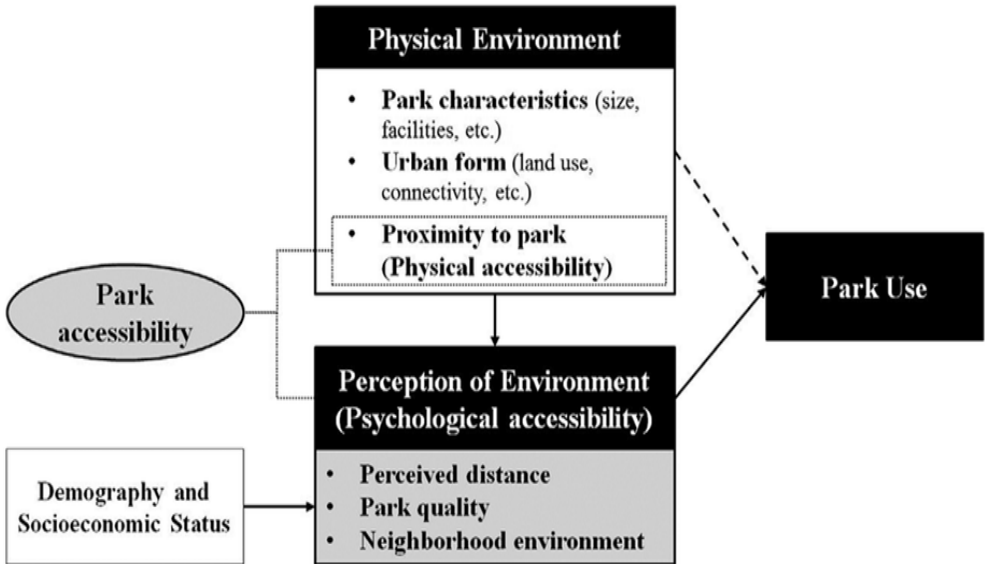 Physical Environment
• Park characteristics (size,
facilities, etc.)
• Urban form (land use,
connectivity, etc.)
• Proximity to park
(Physical accessibility)
Park
accessibility
Park Use
Perception of Environment
(Psychological accessibility)
• Perceived distance
• Park quality
• Neighborhood environment
Demography and
Socioeconomic Status